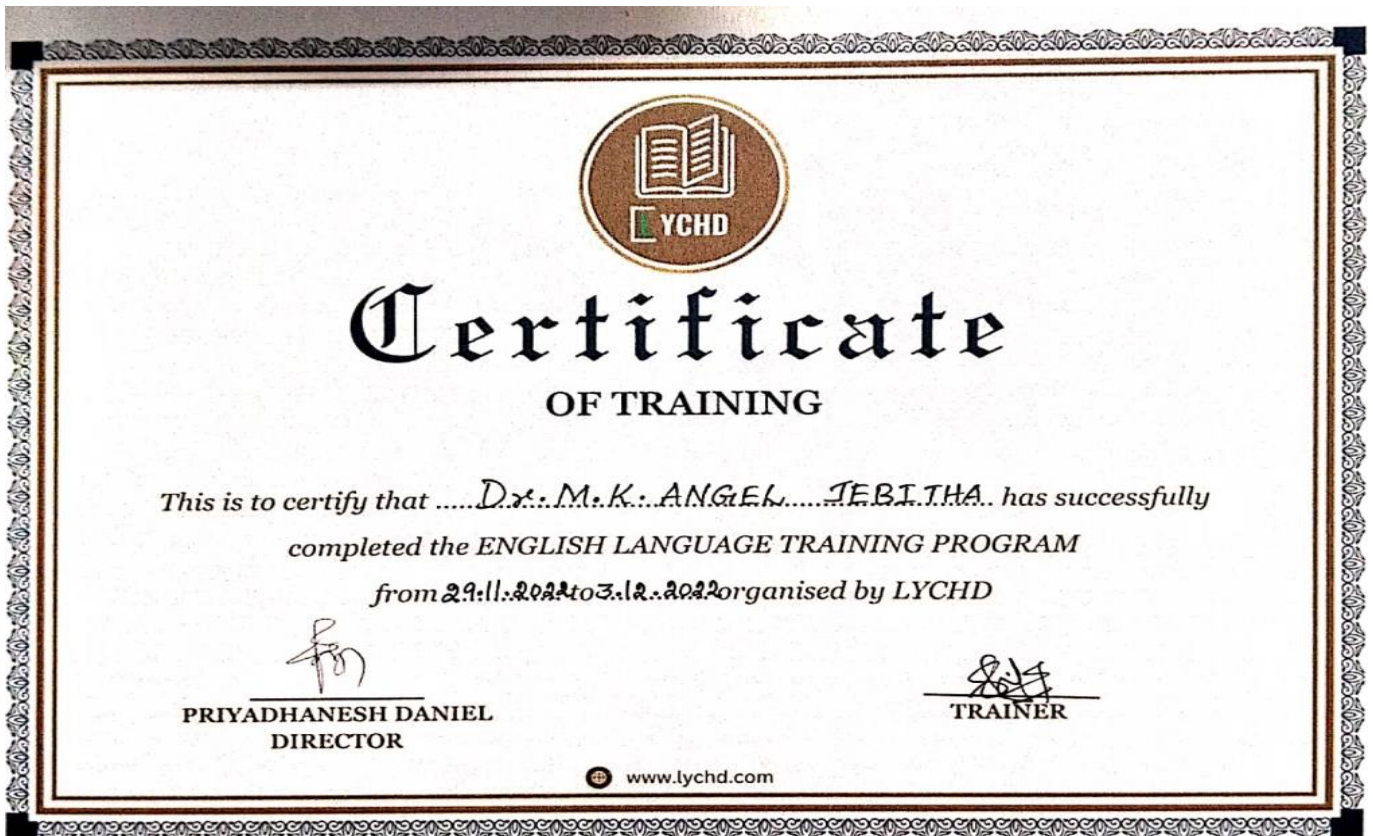 LYCHD
Certificate
OF TRAINING
This is to certify that .....Dr. M. K. ANGEL.....JEBITHA.. has successfully
completed the ENGLISH LANGUAGE TRAINING PROGRAM
from 29.11.2022 to 3.12.2022 organised by LYCHD
PRIYADHANESH DANIEL
DIRECTOR
TRAINER
www.lychd.com